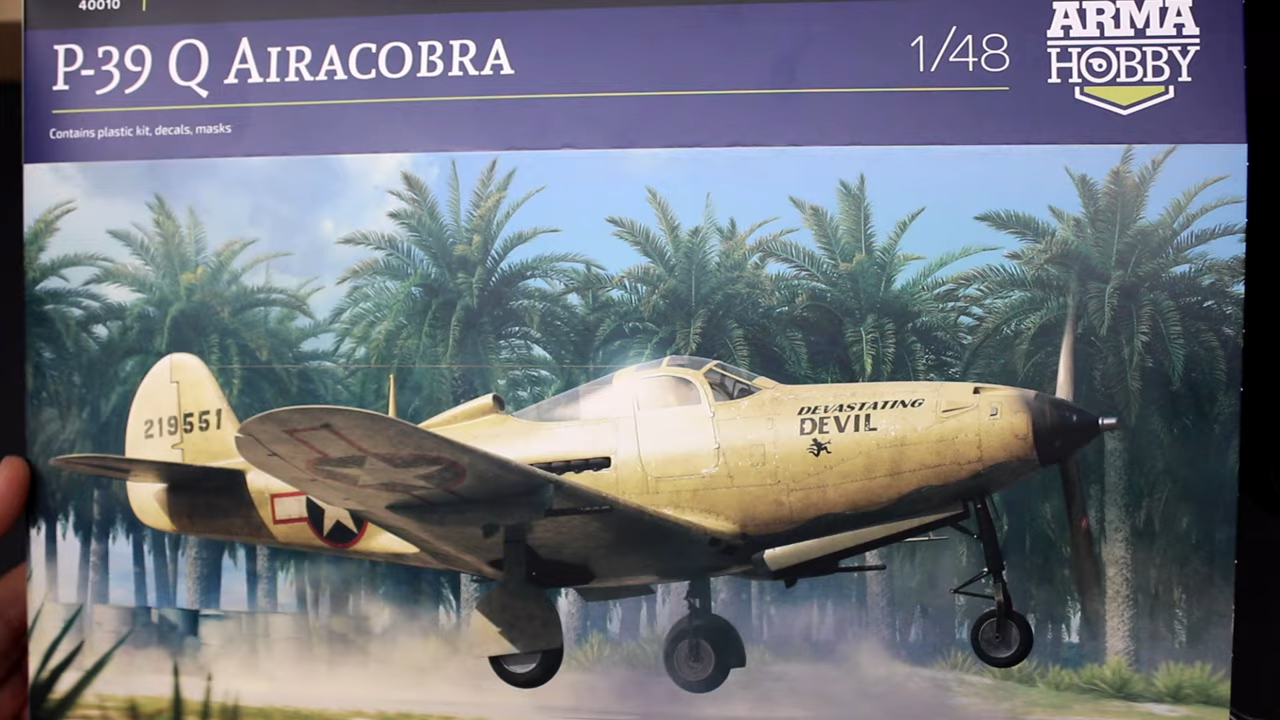 40010
P-39 Q AIRACOBRA
1/48
ARMA
HOBBY
Contains plastic kit, decals, masks
219551
DEVASTATING
DEVIL